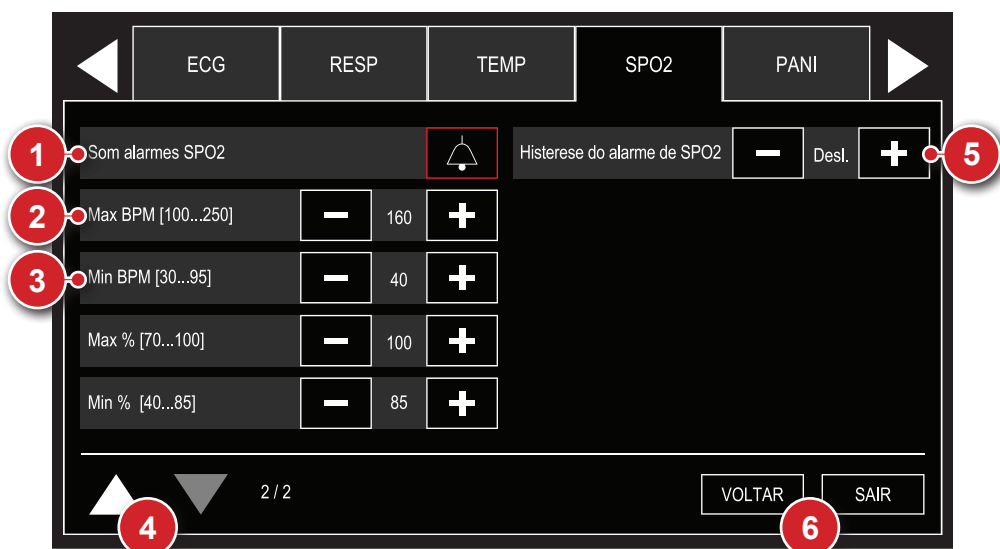 ECG RESP TEMP SPO2 PANI
1 Som alarmes SPO2 Histerese do alarme de SPO2 − Desl. + 5
2 Max BPM [100...250] − 160 +
3 Min BPM [30...95] − 40 +
Max % [70...100] − 100 +
Min % [40...85] − 85 +
2 / 2 VOLTAR SAIR
4 6